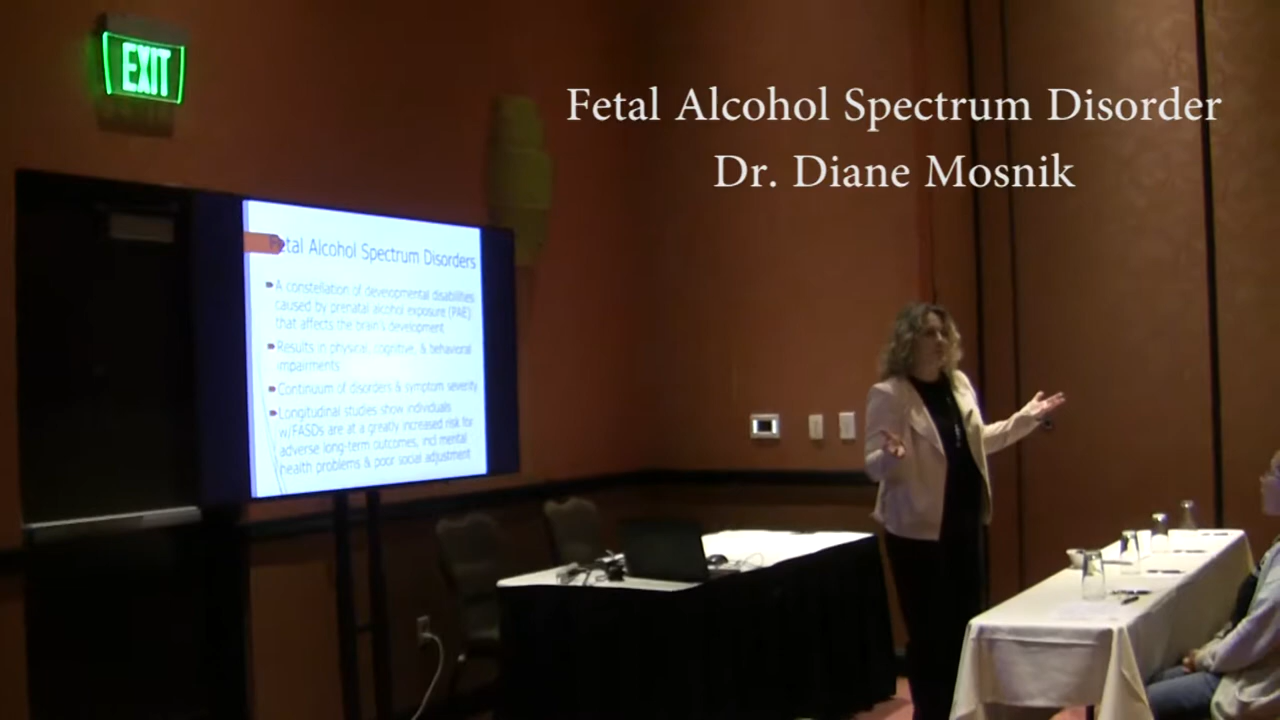 EXIT
Fetal Alcohol Spectrum Disorder
Dr. Diane Mosnik
Fetal Alcohol Spectrum Disorders
A constellation of developmental disabilities
caused by prenatal alcohol exposure (PAE)
that affects the brain's development
Results in physical, cognitive, & behavioral
impairments
Continuum of disorders & symptom severity
Longitudinal studies show individuals
w/FASDs are at a greatly increased risk for
adverse long-term outcomes, incl mental
health problems & poor social adjustment